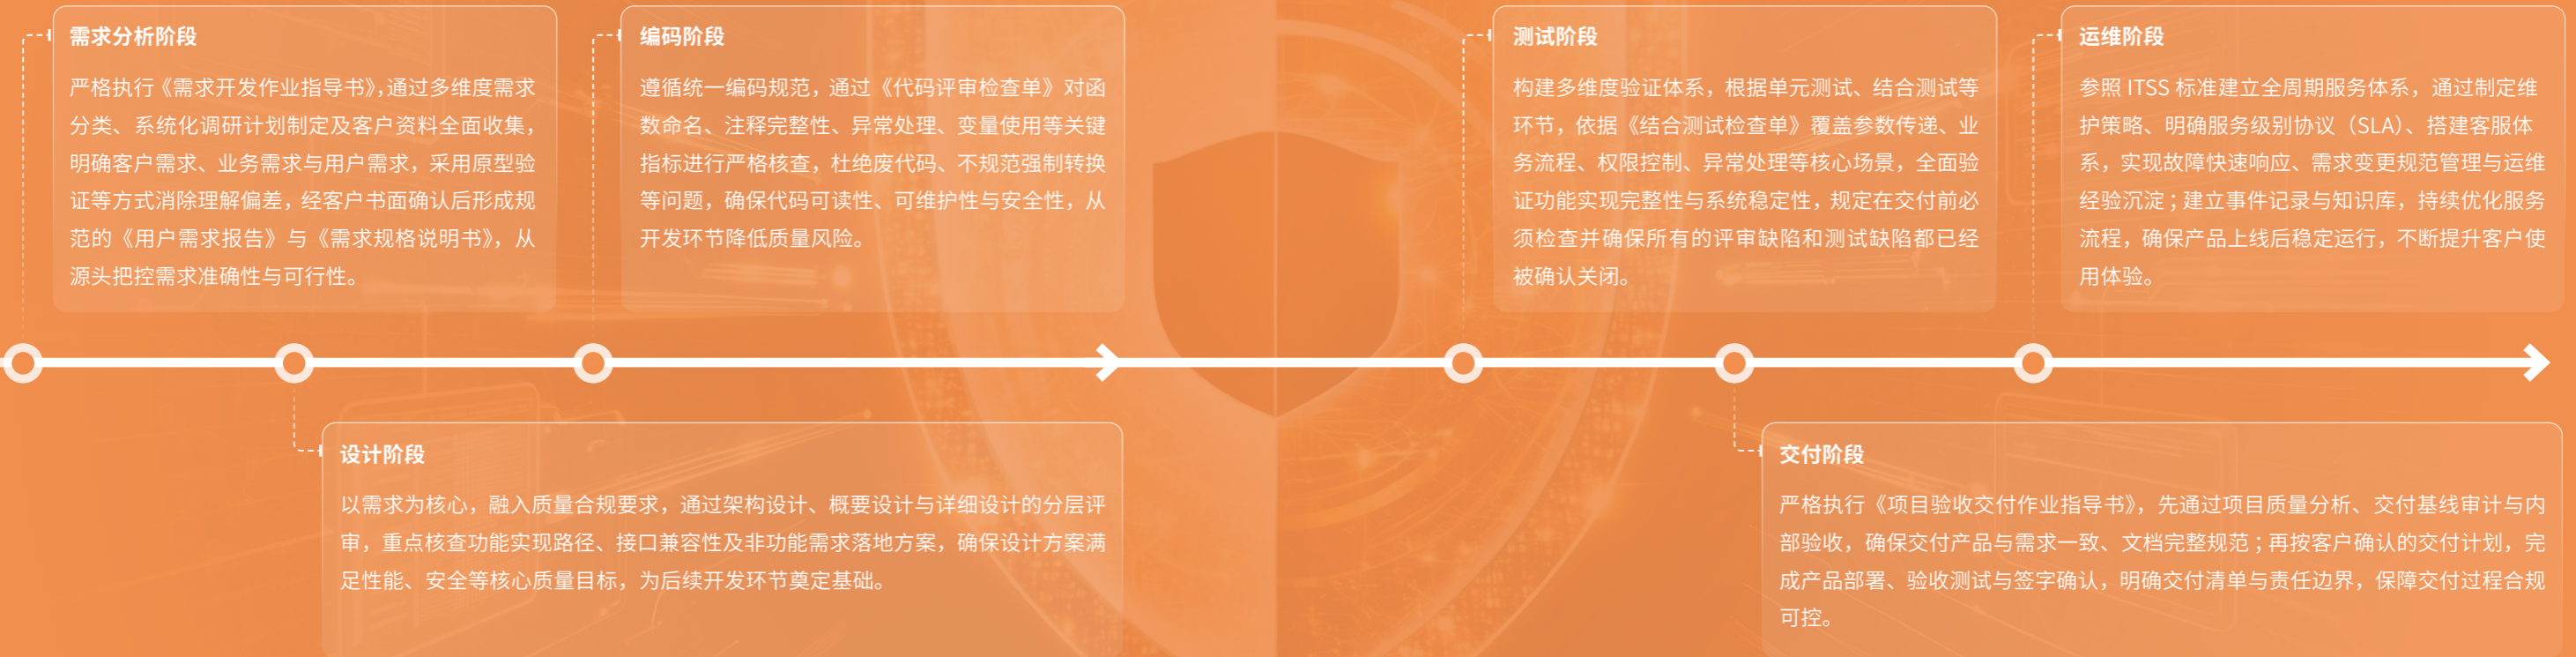 需求分析阶段
严格执行《需求开发作业指导书》，通过多维度需求
分类、系统化调研计划制定及客户资料全面收集，
明确客户需求、业务需求与用户需求，采用原型验
证等方式消除理解偏差，经客户书面确认后形成规
范的《用户需求报告》与《需求规格说明书》，从
源头把控需求准确性与可行性。
设计阶段
以需求为核心，融入质量合规要求，通过架构设计、概要设计与详细设计的分层评
审，重点核查功能实现路径、接口兼容性及非功能需求落地方案，确保设计方案满
足性能、安全等核心质量目标，为后续开发环节奠定基础。
编码阶段
遵循统一编码规范，通过《代码评审检查单》对函
数命名、注释完整性、异常处理、变量使用等关键
指标进行严格核查，杜绝废代码、不规范强制转换
等问题，确保代码可读性、可维护性与安全性，从
开发环节降低质量风险。
测试阶段
构建多维度验证体系，根据单元测试、结合测试等
环节，依据《结合测试检查单》覆盖参数传递、业
务流程、权限控制、异常处理等核心场景，全面验
证功能实现完整性与系统稳定性，规定在交付前必
须检查并确保所有的评审缺陷和测试缺陷都已经
被确认关闭。
交付阶段
严格执行《项目验收交付作业指导书》，先通过项目质量分析、交付基线审计与内
部验收，确保交付产品与需求一致、文档完整规范；再按客户确认的交付计划，完
成产品部署、验收测试与签字确认，明确交付清单与责任边界，保障交付过程合规
可控。
运维阶段
参照 ITSS 标准建立全周期服务体系，通过制定维
护策略、明确服务级别协议（SLA）、搭建客服体
系，实现故障快速响应、需求变更规范管理与运维
经验沉淀；建立事件记录与知识库，持续优化服务
流程，确保产品上线后稳定运行，不断提升客户使
用体验。